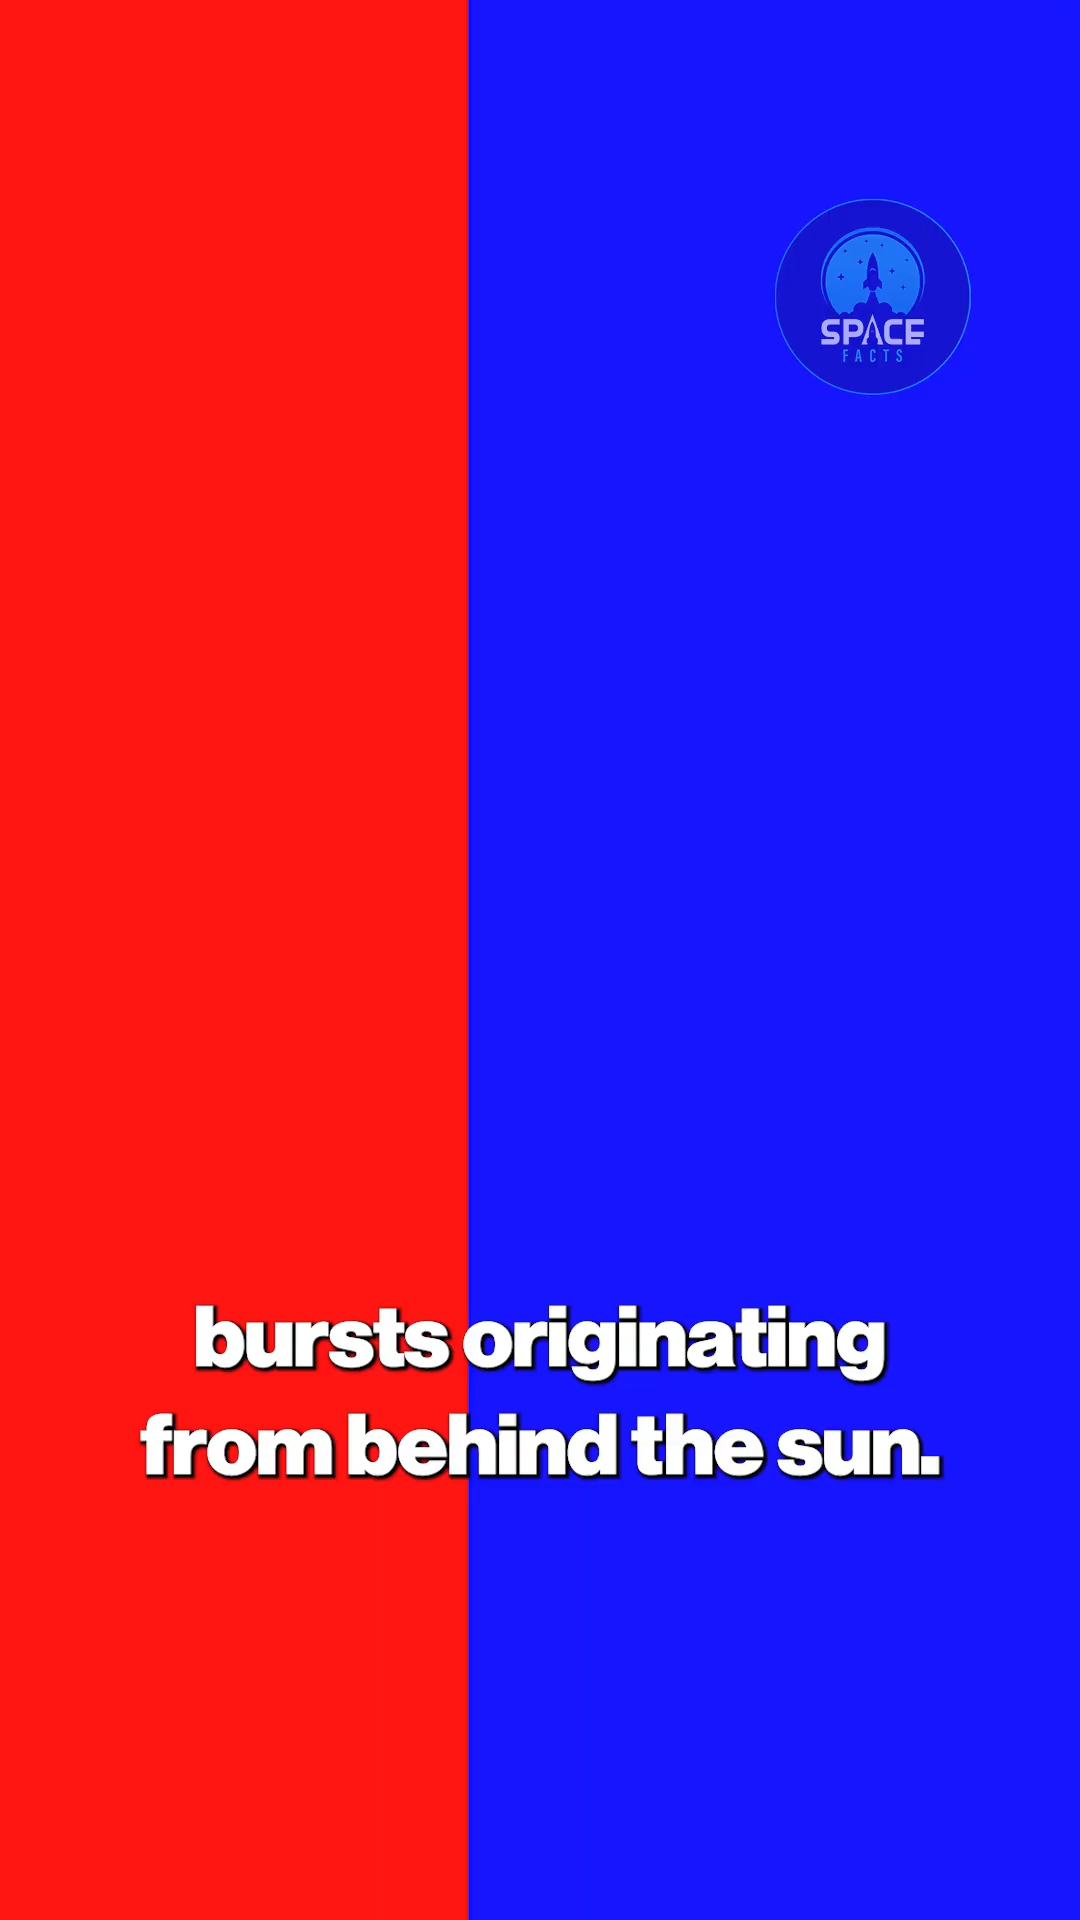 SPACE
FACTS
bursts originating
from behind the sun.